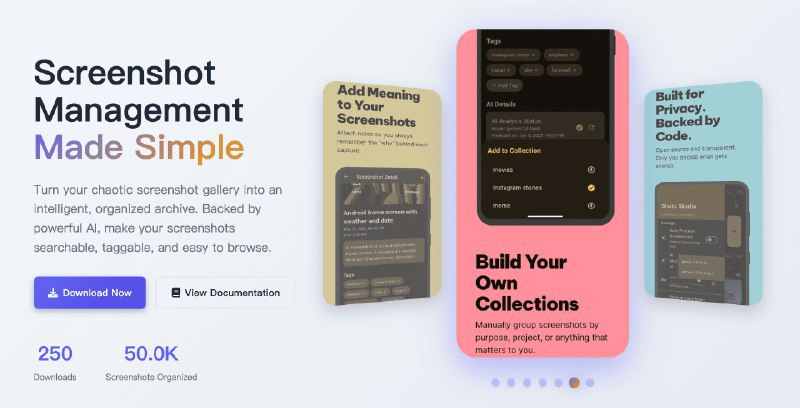 Screenshot
Management
Made Simple
Turn your chaotic screenshot gallery into an
intelligent, organized archive. Backed by
powerful AI, make your screenshots
searchable, taggable, and easy to browse.
Download Now
View Documentation
250
Downloads
50.0K
Screenshots Organized
Add Meaning
to Your
Screenshots
Attach notes so you always
remember the "why" behind each
capture.
Screenshot Detail
Android home screen with
weather and date
Tags
Tags
instagram story ×
airplane ×
travel ×
sky ×
farewell ×
+ Add Tag
AI Details
AI Analysis Status:
Add to Collection
movies
instagram stories
meme
Build Your
Own
Collections
Manually group screenshots by
purpose, project, or anything that
matters to you.
Built for
Privacy.
Backed by
Code.
Open source and transparent.
Only you decide what gets
shared.
Shots Studio